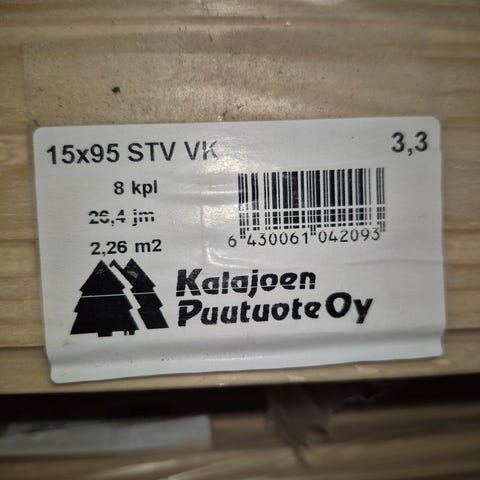 15x95 STV VK 3,3
8 kpl
26,4 jm
2,26 m2
6 430061 042093
Kalajoen
Puutuote Oy